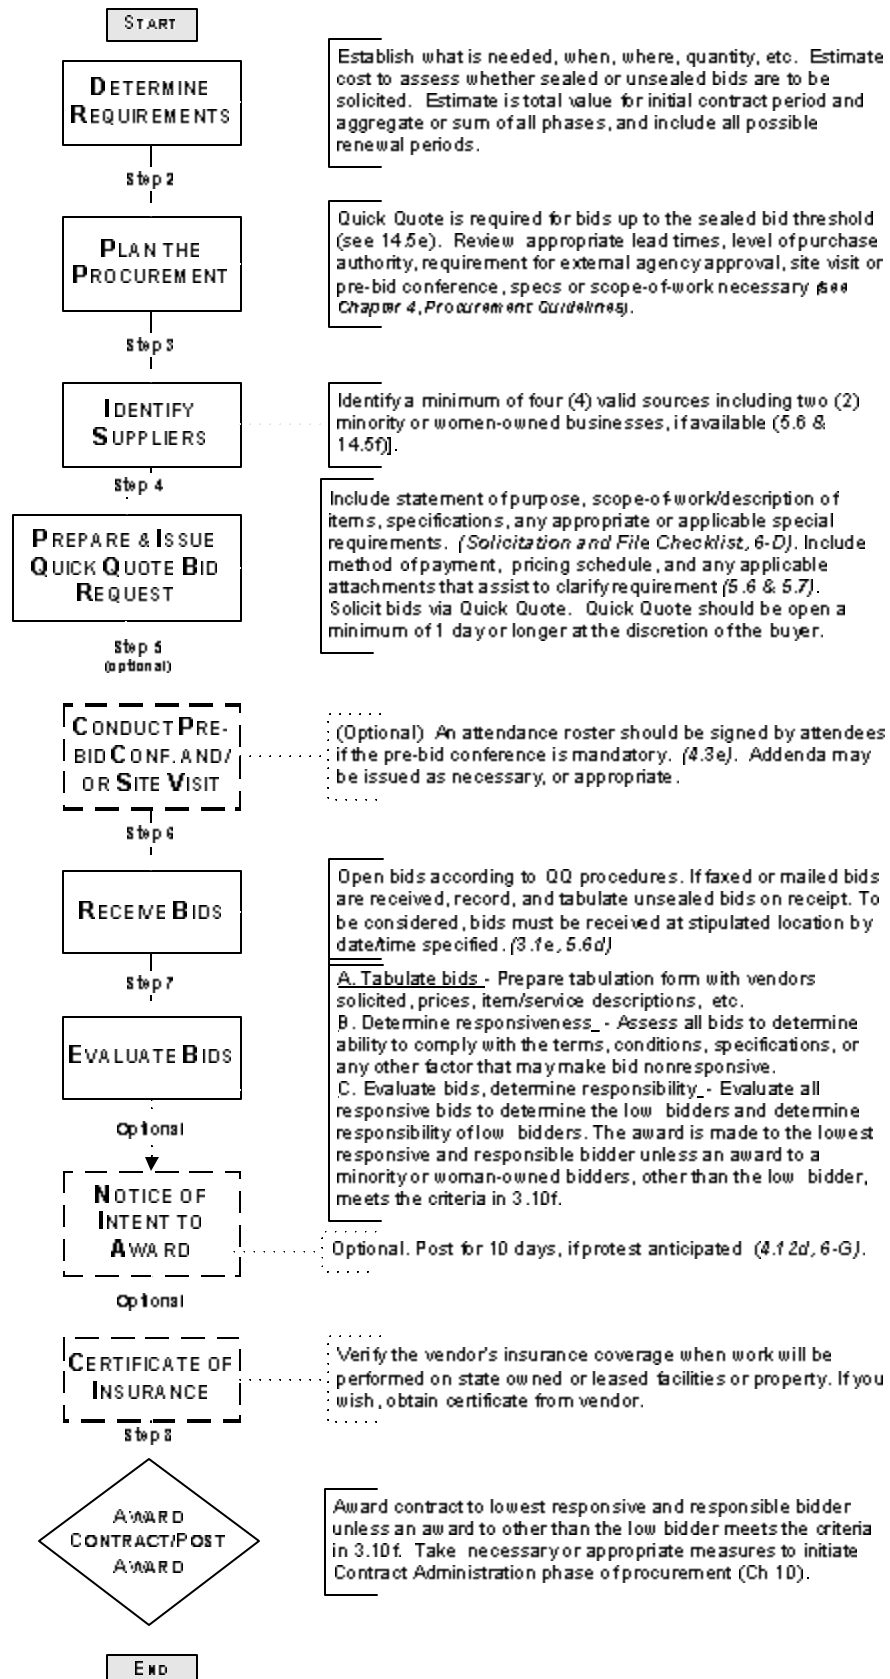 START
DETERMINE
REQUIREMENTS
Establish what is needed, when, where, quantity, etc. Estimate
cost to assess whether sealed or unsealed bids are to be
solicited. Estimate is total value for initial contract period and
aggregate or sum of all phases, and include all possible
renewal periods.
Step 2
PLAN THE
PROCUREMENT
Quick Quote is required for bids up to the sealed bid threshold
(see 14.5e). Review appropriate lead times, level of purchase
authority, requirement for external agency approval, site visit or
pre-bid conference, specs or scope-of-work necessary (see
Chapter 4, Procurement Guidelines).
Step 3
IDENTIFY
SUPPLIERS
Identify a minimum of four (4) valid sources including two (2)
minority or women-owned businesses, if available (5.6 &
14.5f)].
Step 4
PREPARE & ISSUE
QUICK QUOTE BID
REQUEST
Include statement of purpose, scope-of-work/description of
items, specifications, any appropriate or applicable special
requirements. (Solicitation and File Checklist, 6-D). Include
method of payment, pricing schedule, and any applicable
attachments that assist to clarify requirement (5.6 & 5.7).
Solicit bids via Quick Quote. Quick Quote should be open a
minimum of 1 day or longer at the discretion of the buyer.
Step 5
(optional)
CONDUCT PRE-
BID CONF. AND/
OR SITE VISIT
(Optional) An attendance roster should be signed by attendees
if the pre-bid conference is mandatory. (4.3e). Addenda may
be issued as necessary, or appropriate.
Step 6
RECEIVE BIDS
Open bids according to QQ procedures. If faxed or mailed bids
are received, record, and tabulate unsealed bids on receipt. To
be considered, bids must be received at stipulated location by
date/time specified. (3.1e, 5.6d)
Step 7
EVALUATE BIDS
A. Tabulate bids - Prepare tabulation form with vendors
solicited, prices, item/service descriptions, etc.
B. Determine responsiveness - Assess all bids to determine
ability to comply with the terms, conditions, specifications, or
any other factor that may make bid nonresponsive.
C. Evaluate bids, determine responsibility - Evaluate all
responsive bids to determine the low bidders and determine
responsibility of low bidders. The award is made to the lowest
responsive and responsible bidder unless an award to a
minority or woman-owned bidders, other than the low bidder,
meets the criteria in 3.10f.
Optional
NOTICE OF
INTENT TO
AWARD
Optional. Post for 10 days, if protest anticipated (4.12d, 6-G).
Optional
CERTIFICATE OF
INSURANCE
Verify the vendor's insurance coverage when work will be
performed on state owned or leased facilities or property. If you
wish, obtain certificate from vendor.
Step 8
AWARD
CONTRACT/POST
AWARD
Award contract to lowest responsive and responsible bidder
unless an award to other than the low bidder meets the criteria
in 3.10f. Take necessary or appropriate measures to initiate
Contract Administration phase of procurement (Ch 10).
END